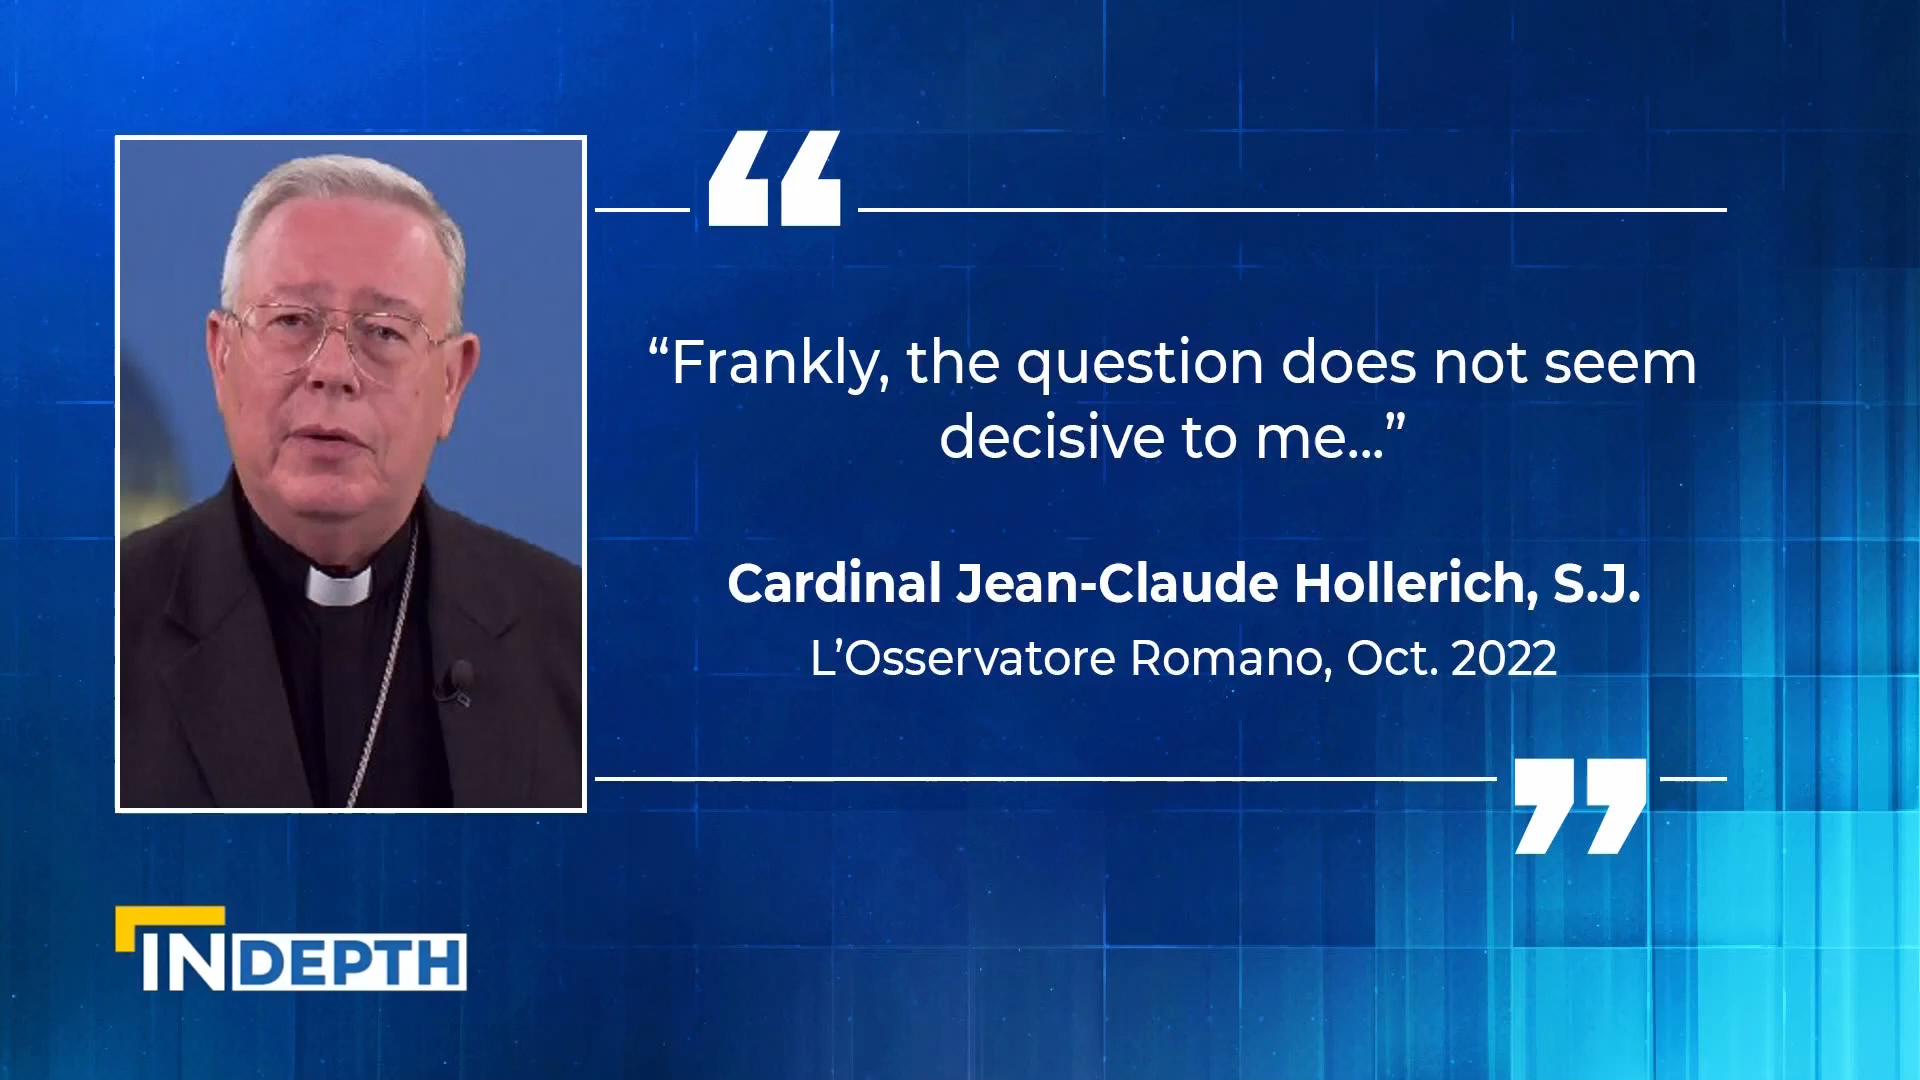 “Frankly, the question does not seem
decisive to me...”
Cardinal Jean-Claude Hollerich, S.J.
L’Osservatore Romano, Oct. 2022
INDEPTH